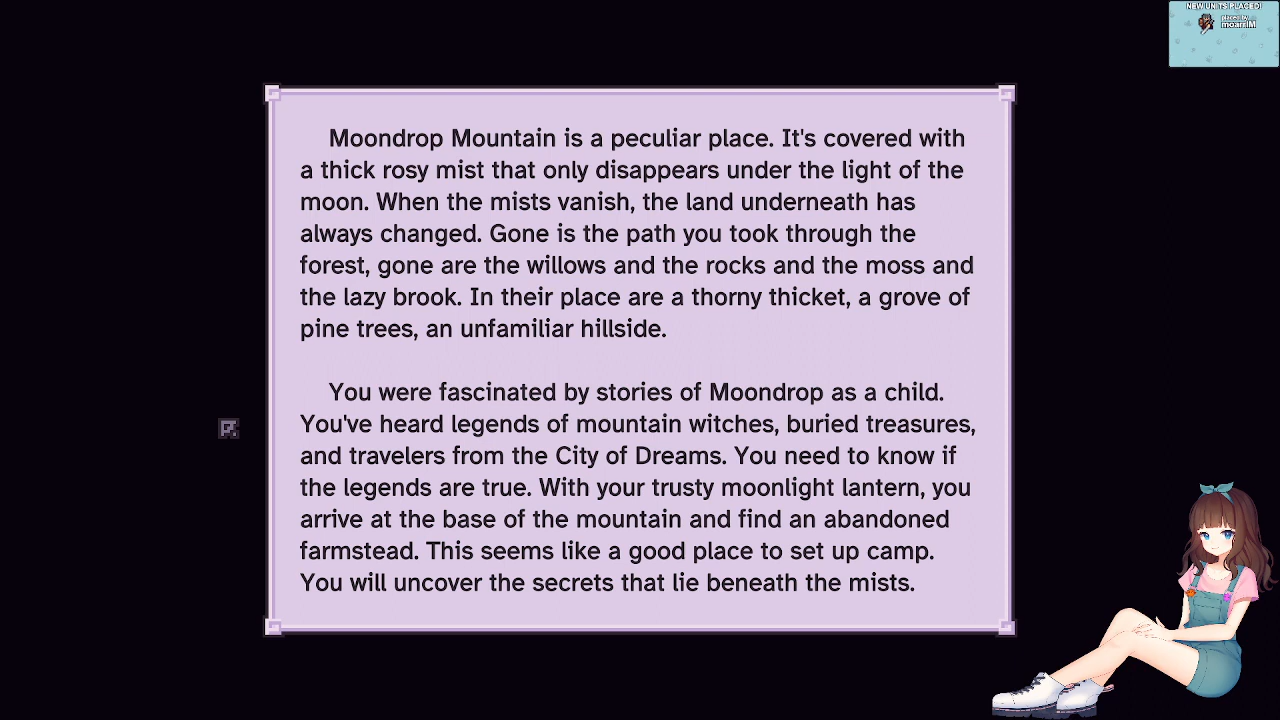 NEW UNITS PLACED!
placed by
moarriM
Moondrop Mountain is a peculiar place. It's covered with
a thick rosy mist that only disappears under the light of the
moon. When the mists vanish, the land underneath has
always changed. Gone is the path you took through the
forest, gone are the willows and the rocks and the moss and
the lazy brook. In their place are a thorny thicket, a grove of
pine trees, an unfamiliar hillside.
You were fascinated by stories of Moondrop as a child.
You've heard legends of mountain witches, buried treasures,
and travelers from the City of Dreams. You need to know if
the legends are true. With your trusty moonlight lantern, you
arrive at the base of the mountain and find an abandoned
farmstead. This seems like a good place to set up camp.
You will uncover the secrets that lie beneath the mists.